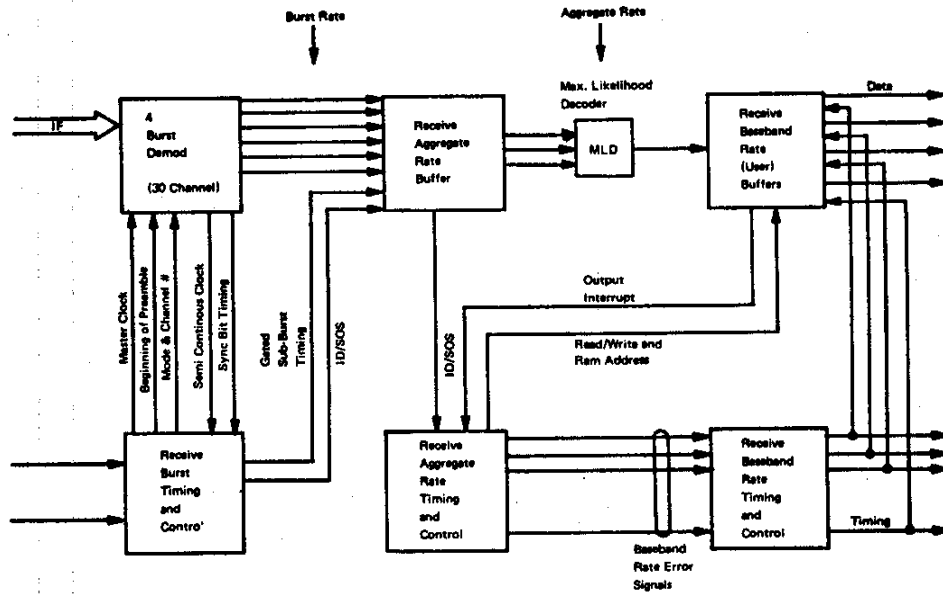 Burst Rate
Aggregate Rate
IF
4
Burst
Demod
(30 Channel)
Receive
Aggregate
Rate
Buffer
Max. Likelihood
Decoder
MLD
Receive
Baseband
Rate
(User)
Buffers
Data
Master Clock
Beginning of Preamble
Mode & Channel #
Semi Continous Clock
Sync Bit Timing
Gated
Sub-Burst
Timing
ID/SOS
ID/SOS
Output
Interrupt
Read/Write and
Ram Address
Receive
Burst
Timing
and
Contro'
Receive
Aggregate
Rate
Timing
and
Control
Receive
Baseband
Rate
Timing
and
Control
Timing
Baseband
Rate Error
Signals